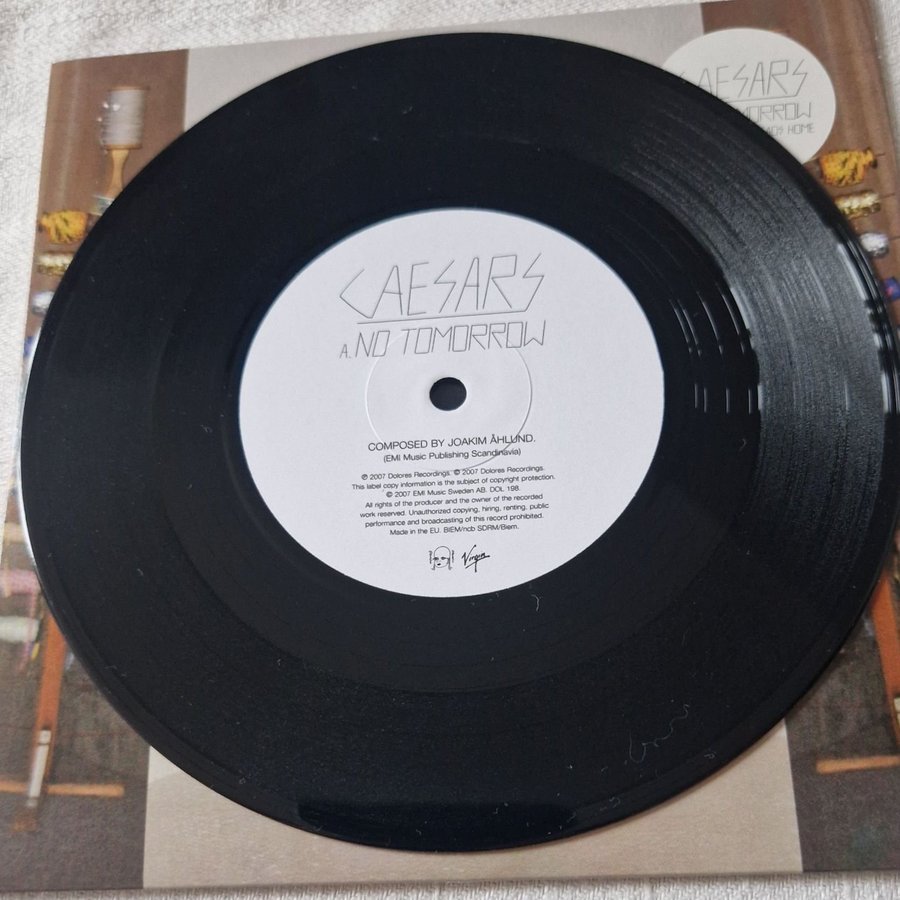 CAESARS
MORROW
HOME
CAESARS
A. NO TOMORROW
COMPOSED BY JOAKIM ÅHLUND.
(EMI Music Publishing Scandinavia)
℗ 2007 Dolores Recordings. © 2007 Dolores Recordings.
This label copy information is the subject of copyright protection.
© 2007 EMI Music Sweden AB. DOL 198.
All rights of the producer and the owner of the recorded
work reserved. Unauthorized copying, hiring, renting, public
performance and broadcasting of this record prohibited.
Made in the EU. BIEM/ncb SDRM/Biem.
Virgin